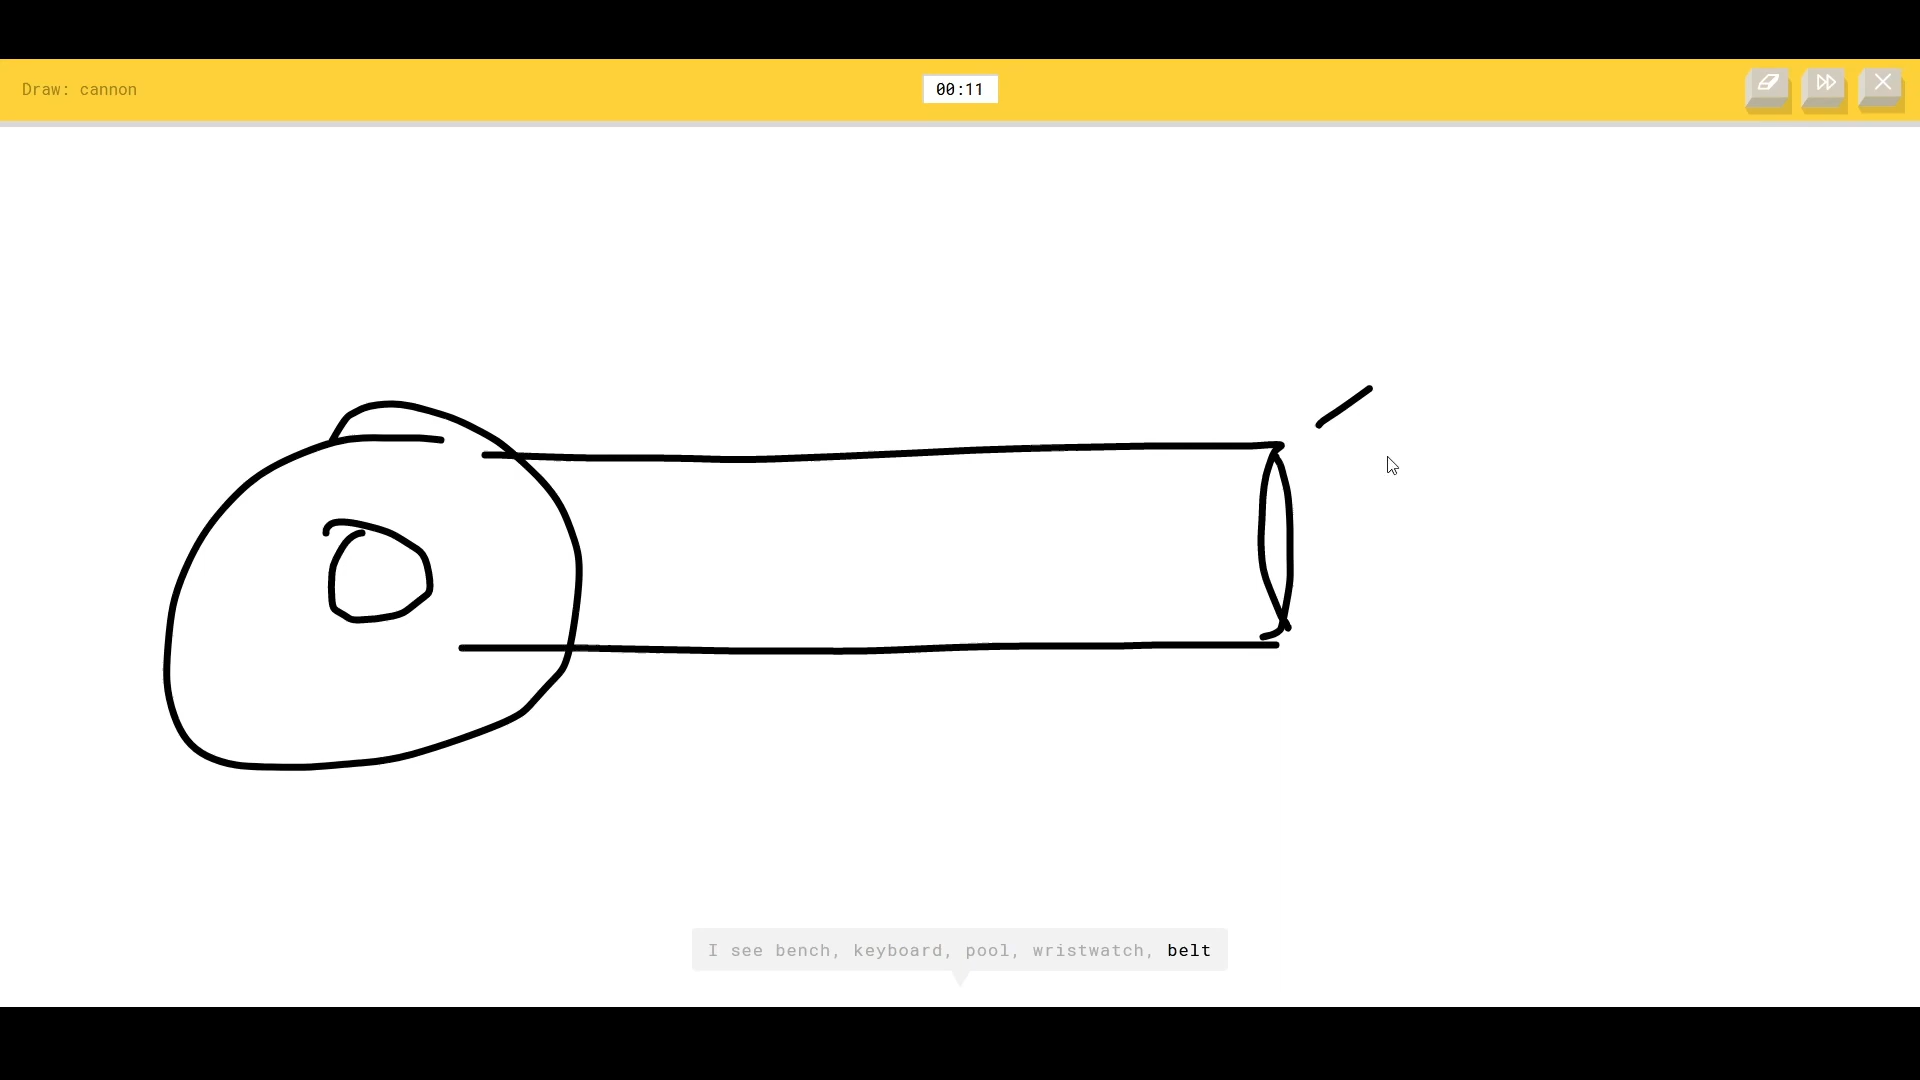 Draw: cannon
00:11
I see bench, keyboard, pool, wristwatch, belt